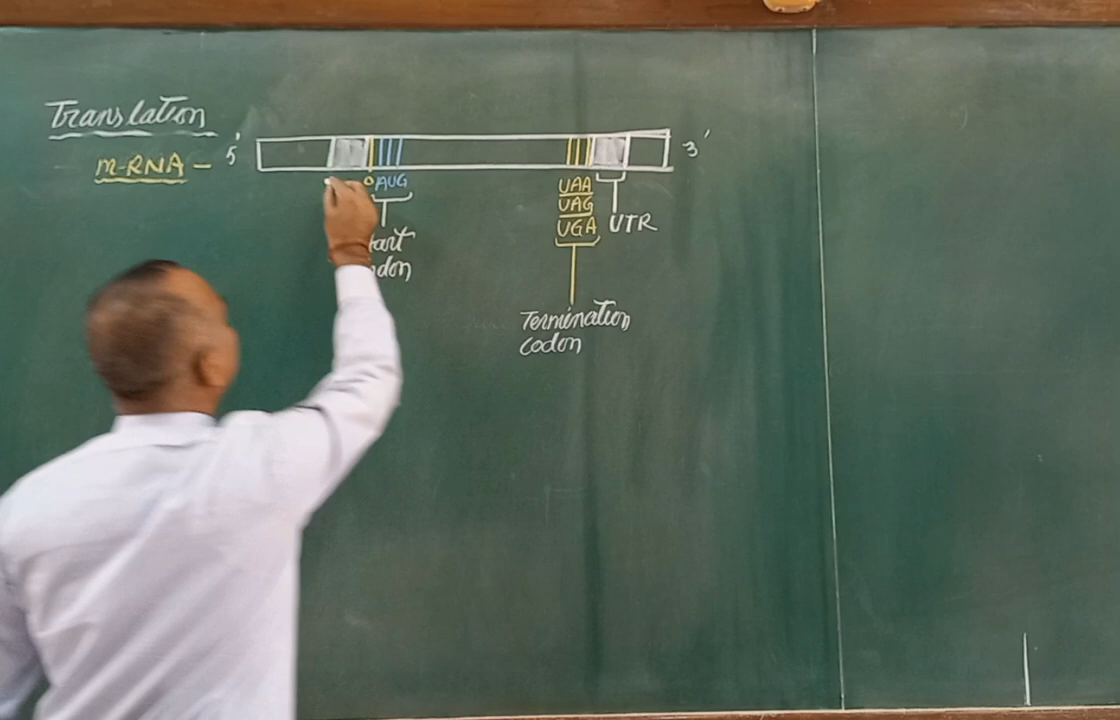 Translation
m-RNA - 5' 3'
AUG
UAA
UAG
UGA
UTR
Termination
codon